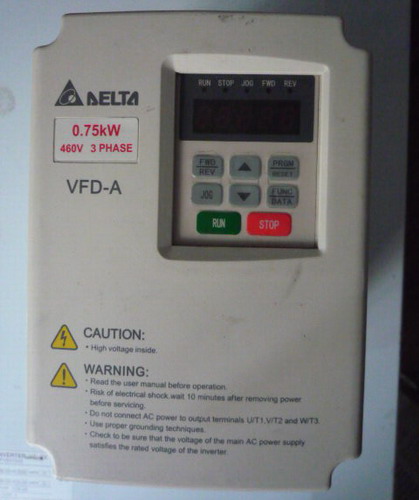 RUN STOP JOG FWD REV
DELTA
0.75kW
460V 3 PHASE
VFD-A
FWD
REV
PRGM
RESET
JOG
FUNC
DATA
RUN
STOP
CAUTION:
· High voltage inside.
WARNING:
· Read the user manual before operation.
· Risk of electrical shock,wait 10 minutes after removing power
before servicing.
· Do not connect AC power to output terminals U/T1,V/T2 and W/T3.
· Use proper grounding techniques.
· Check to be sure that the voltage of the main AC power supply
satisfies the rated voltage of the inverter.